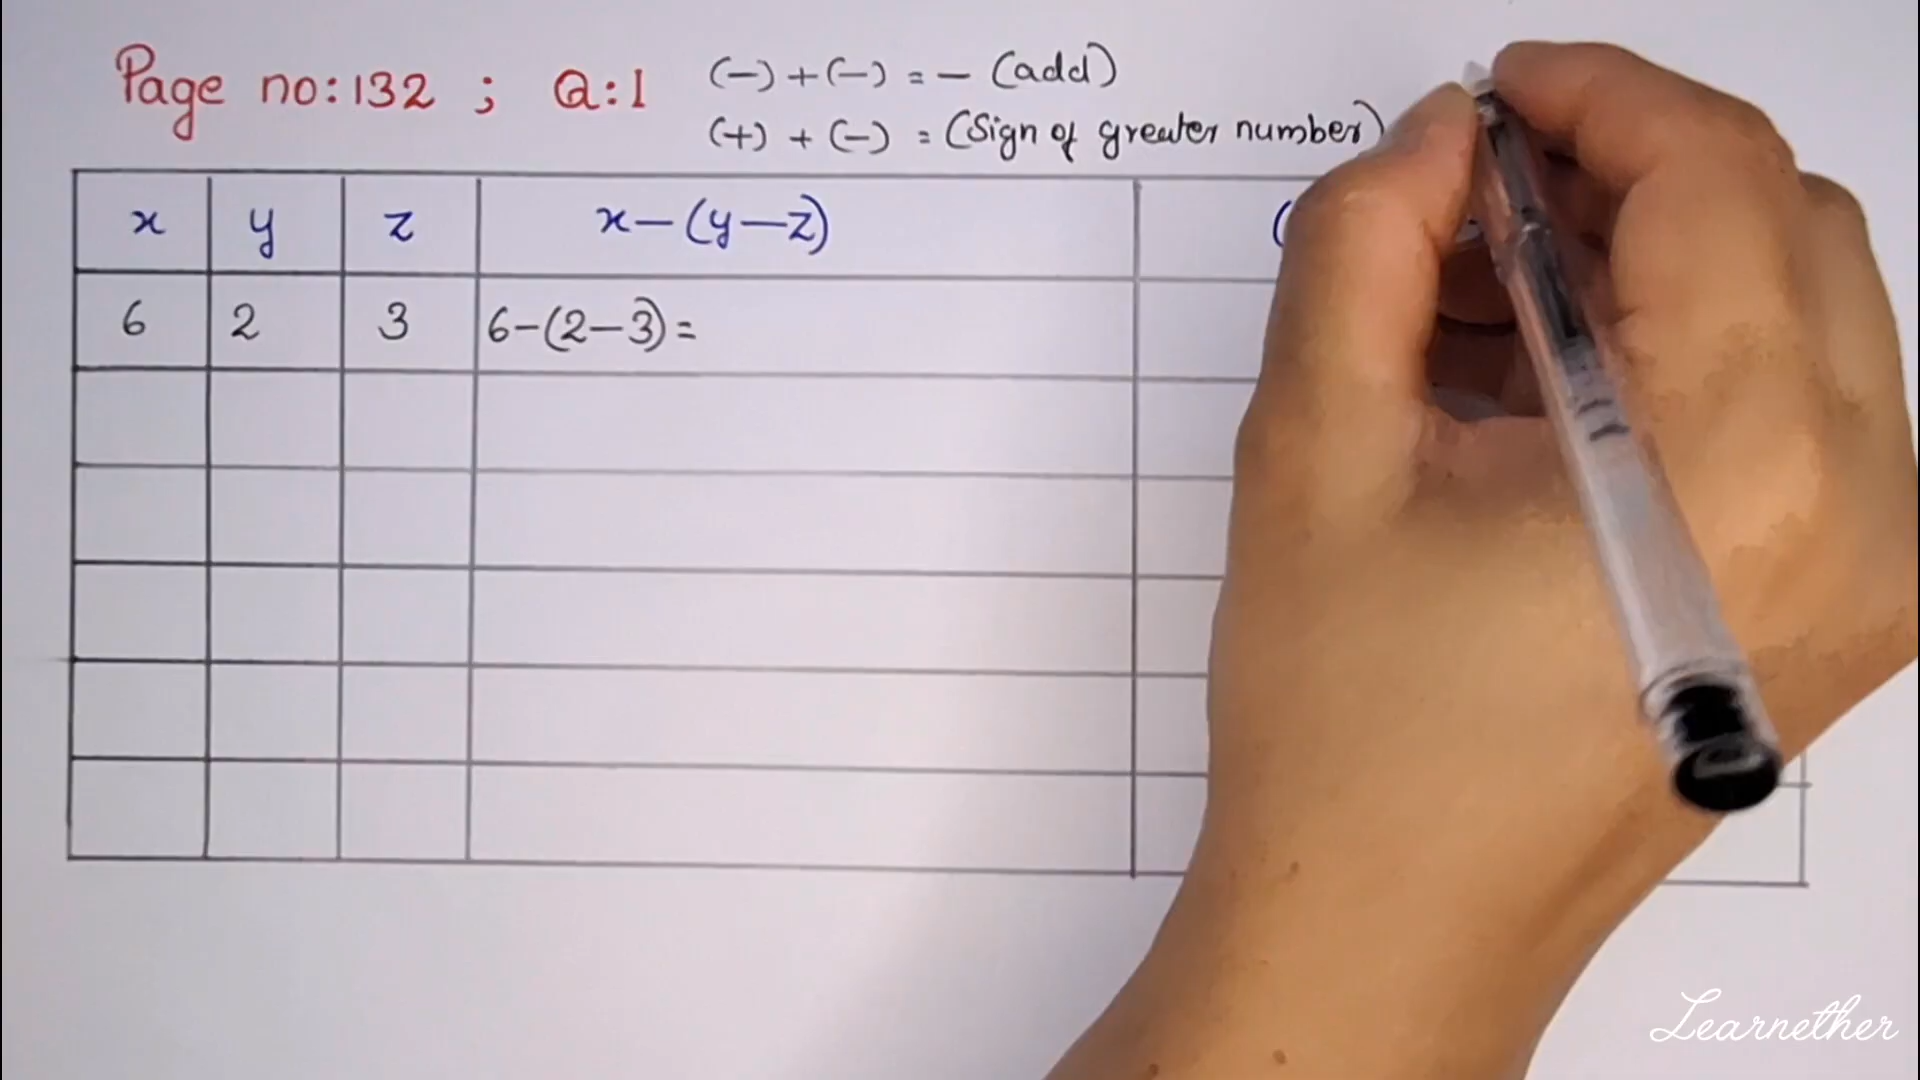 Page no:132 ; Q:1
(-) + (-) = - (add)
(+) + (-) = (Sign of greater number)
x y z x-(y-z) (
6 2 3 6-(2-3)=
Learnether